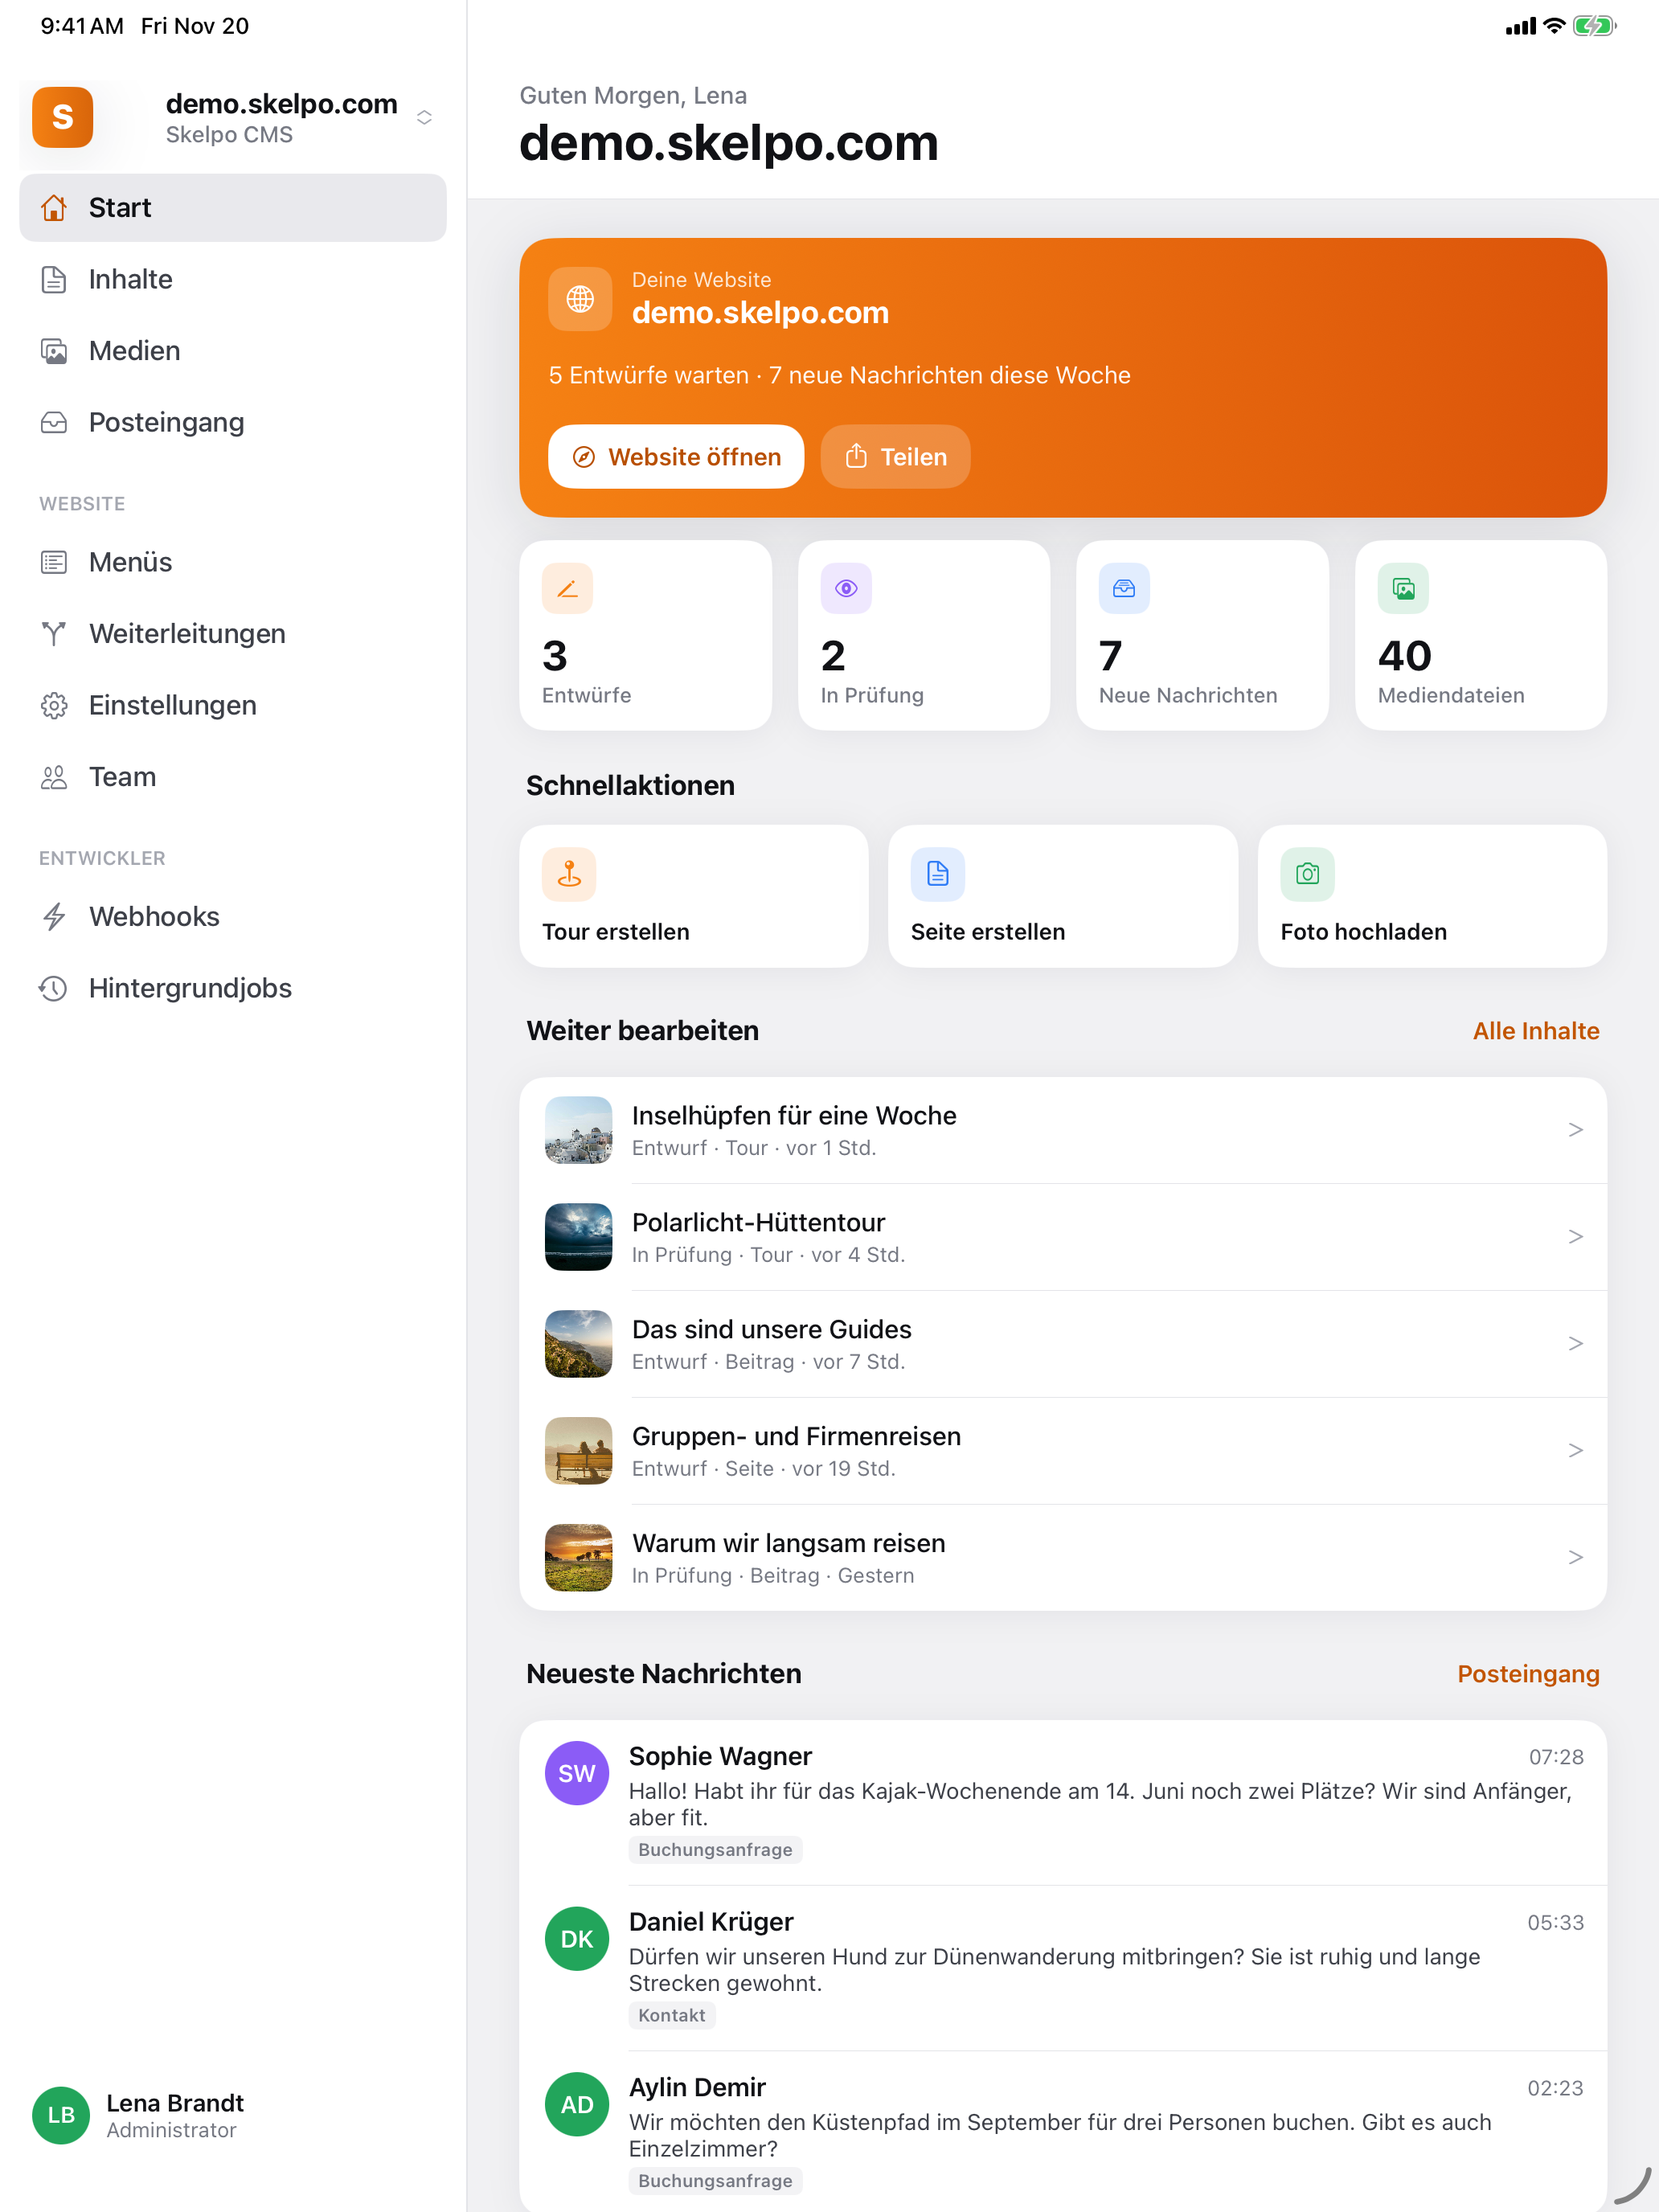 9:41 AM Fri Nov 20
S
demo.skelpo.com
Skelpo CMS
Start
Inhalte
Medien
Posteingang
WEBSITE
Menüs
Weiterleitungen
Einstellungen
Team
ENTWICKLER
Webhooks
Hintergrundjobs
LB
Lena Brandt
Administrator
Guten Morgen, Lena
demo.skelpo.com
Deine Website
demo.skelpo.com
5 Entwürfe warten · 7 neue Nachrichten diese Woche
Website öffnen
Teilen
3
Entwürfe
2
In Prüfung
7
Neue Nachrichten
40
Mediendateien
Schnellaktionen
Tour erstellen
Seite erstellen
Foto hochladen
Weiter bearbeiten
Alle Inhalte
Inselhüpfen für eine Woche
Entwurf · Tour · vor 1 Std.
Polarlicht-Hüttentour
In Prüfung · Tour · vor 4 Std.
Das sind unsere Guides
Entwurf · Beitrag · vor 7 Std.
Gruppen- und Firmenreisen
Entwurf · Seite · vor 19 Std.
Warum wir langsam reisen
In Prüfung · Beitrag · Gestern
Neueste Nachrichten
Posteingang
SW
Sophie Wagner
07:28
Hallo! Habt ihr für das Kajak-Wochenende am 14. Juni noch zwei Plätze? Wir sind Anfänger,
aber fit.
Buchungsanfrage
DK
Daniel Krüger
05:33
Dürfen wir unseren Hund zur Dünenwanderung mitbringen? Sie ist ruhig und lange
Strecken gewohnt.
Kontakt
AD
Aylin Demir
02:23
Wir möchten den Küstenpfad im September für drei Personen buchen. Gibt es auch
Einzelzimmer?
Buchungsanfrage